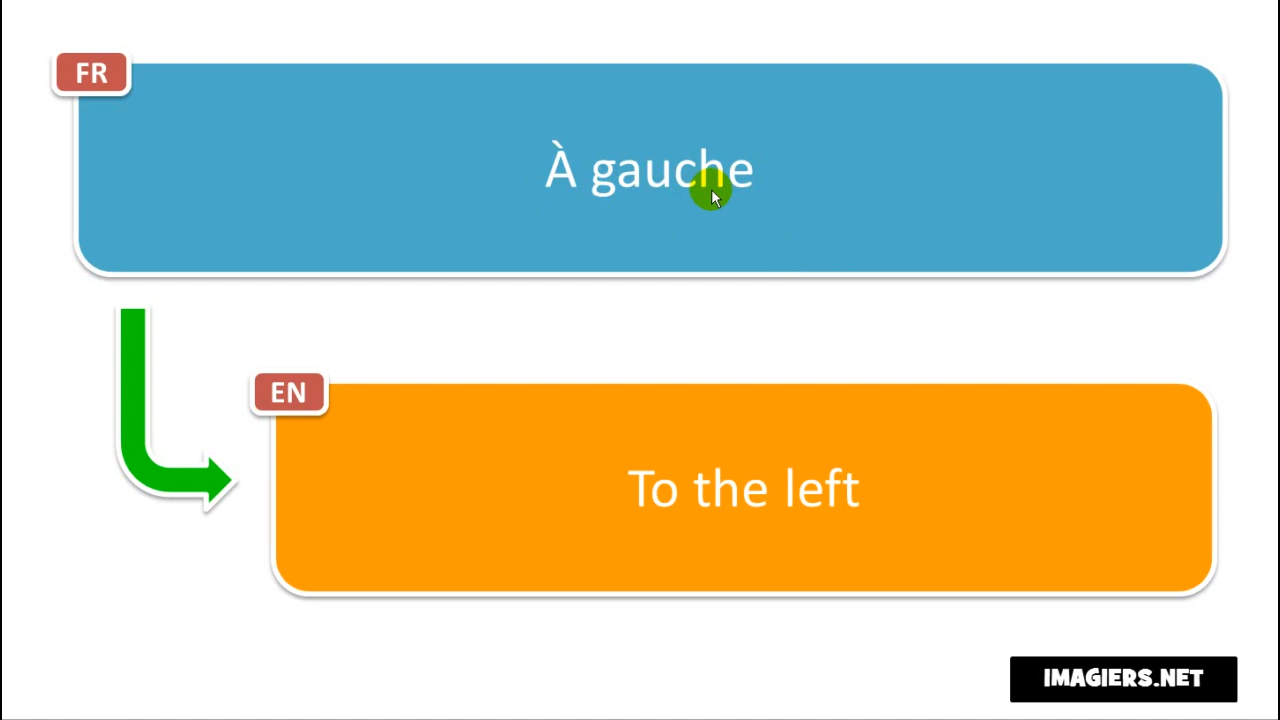 FR
À gauche
EN
To the left
IMAGIERS.NET